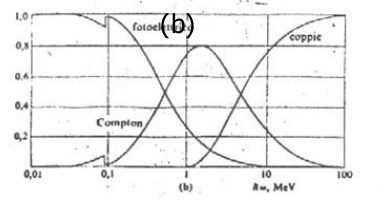 (b)
1,0
fotoelettrico
coppie
0,8
0,6
0,4
Compton
0,2
0,01 0,1 1 10 100
(b) ħω, MeV